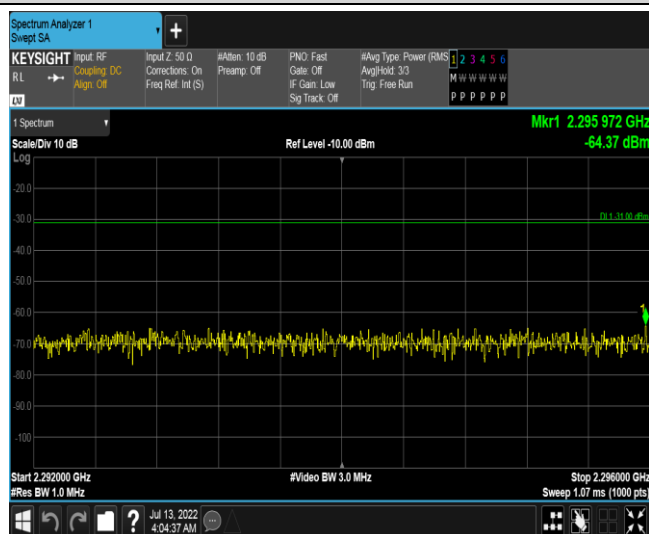 Spectrum Analyzer 1
Swept SA
+
KEYSIGHT Input: RF Input Z: 50 Ω #Atten: 10 dB PNO: Fast #Avg Type: Power (RMS 1 2 3 4 5 6
RL Coupling: DC Corrections: On Preamp: Off Gate: Off Avg|Hold: 3/3 M W W W W W
Align: Off Freq Ref: Int (S) IF Gain: Low Trig: Free Run
Sig Track: Off P P P P P P
LXI
1 Spectrum Mkr1 2.295 972 GHz
Scale/Div 10 dB Ref Level -10.00 dBm -64.37 dBm
Log
-20.0
-30.0 DL1 -31.00 dBm
-40.0
-50.0
-60.0 1
-70.0
-80.0
-90.0
-100
Start 2.292000 GHz #Video BW 3.0 MHz Stop 2.296000 GHz
#Res BW 1.0 MHz Sweep 1.07 ms (1000 pts)
? Jul 13, 2022
4:04:37 AM